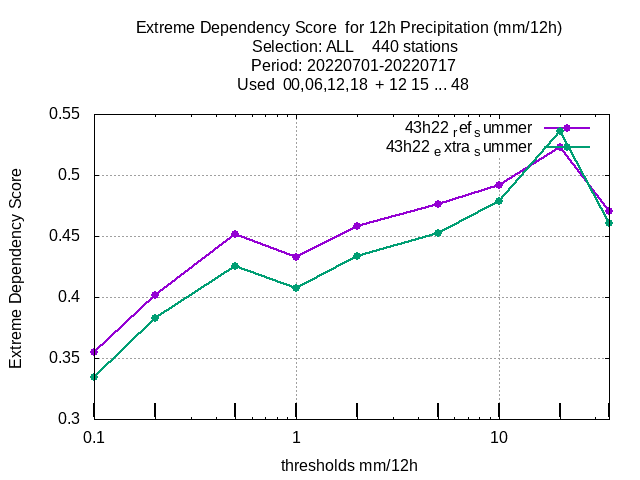 Extreme Dependency Score  for 12h Precipitation (mm/12h)
Selection: ALL    440 stations
Period: 20220701-20220717
Used  00,06,12,18  + 12 15 ... 48
43h22 ref summer
43h22 extra summer
Extreme Dependency Score
0.55
0.5
0.45
0.4
0.35
0.3
0.1 1 10
thresholds mm/12h